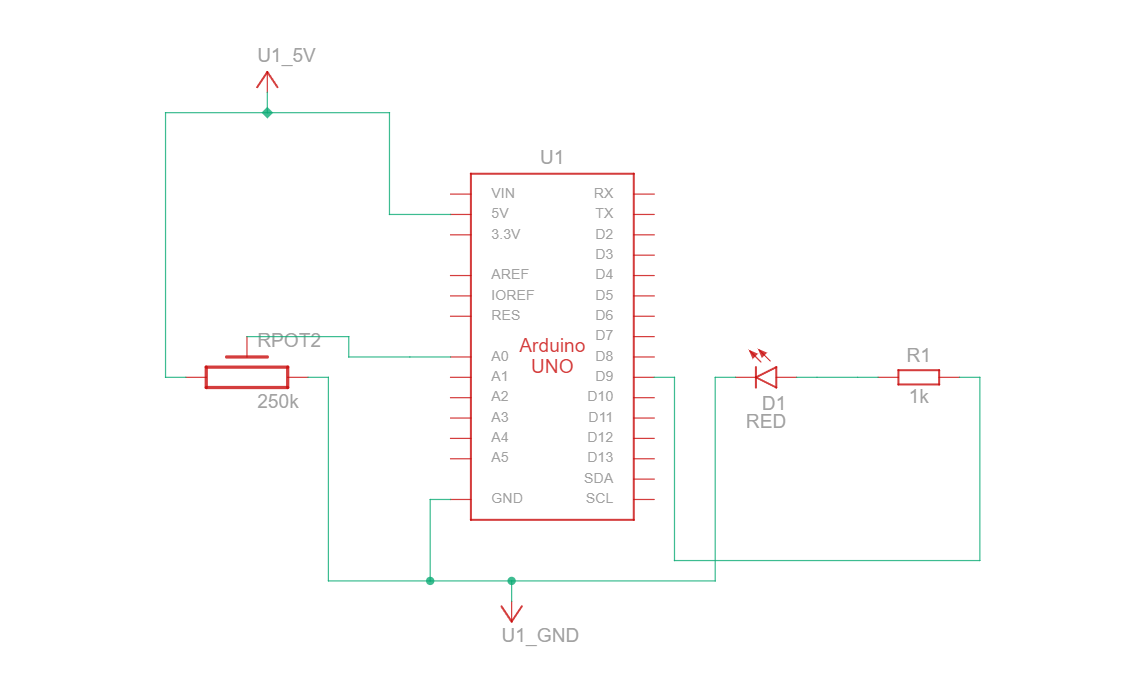 U1_5V
U1
VIN
RX
5V
TX
3.3V
D2
D3
AREF
D4
IOREF
D5
RES
D6
D7
RPOT2
Arduino
UNO
A0
D8
A1
D9
A2
D10
A3
D11
A4
D12
A5
D13
SDA
GND
SCL
250k
D1
RED
R1
1k
U1_GND